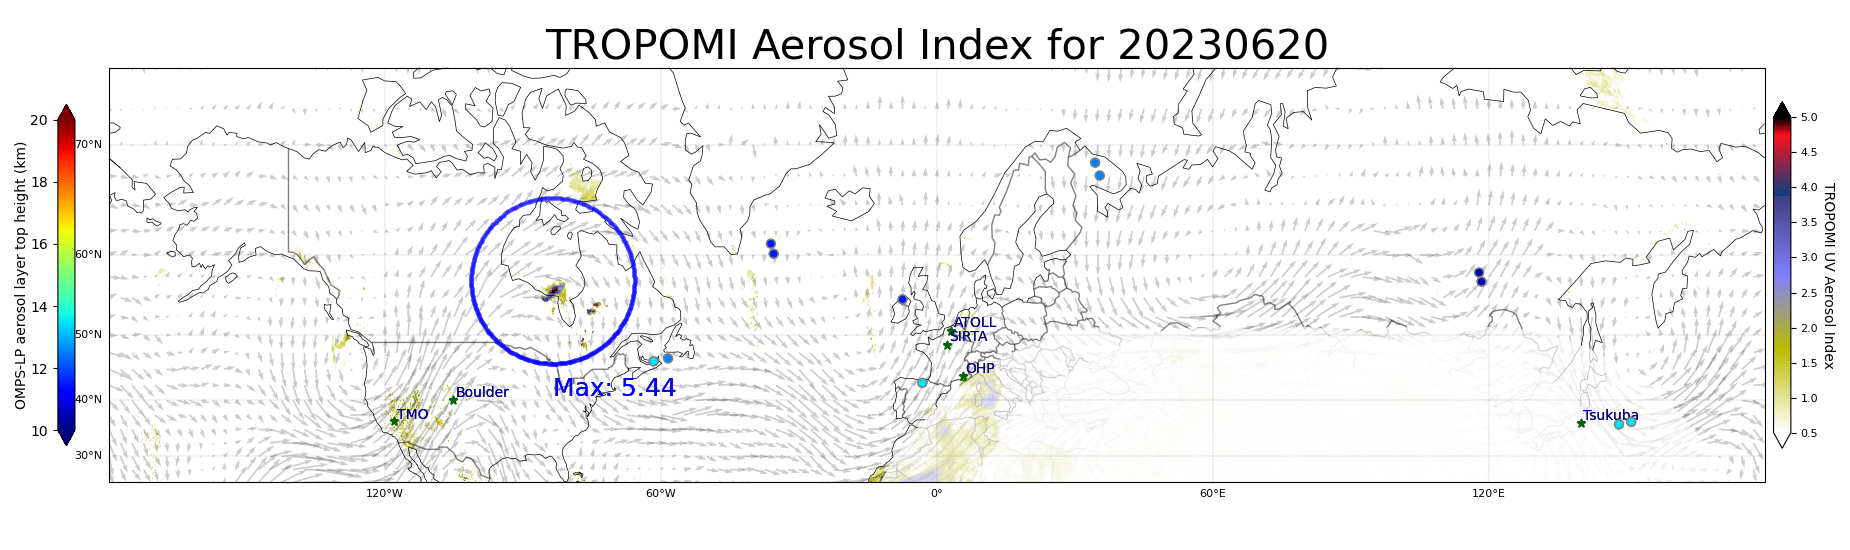 TROPOMI Aerosol Index for 20230620
OMPS-LP aerosol layer top height (km)
20
18
16
14
12
10
70°N
60°N
50°N
40°N
30°N
120°W
60°W
0°
60°E
120°E
ATOLL
SIRTA
OHP
Max: 5.44
Boulder
TMO
Tsukuba
5.0
4.5
4.0
3.5
3.0
2.5
2.0
1.5
1.0
0.5
TROPOMI UV Aerosol Index